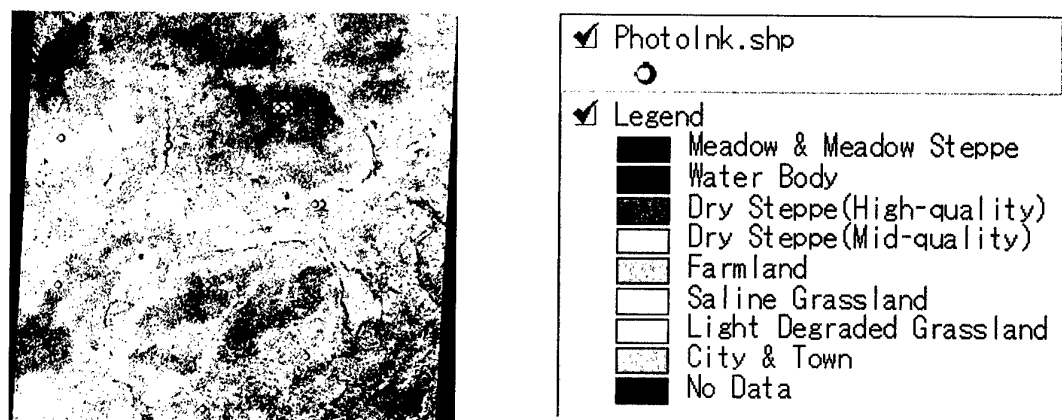 PhotoInk.shp
Legend
Meadow & Meadow Steppe
Water Body
Dry Steppe(High-quality)
Dry Steppe(Mid-quality)
Farmland
Saline Grassland
Light Degraded Grassland
City & Town
No Data